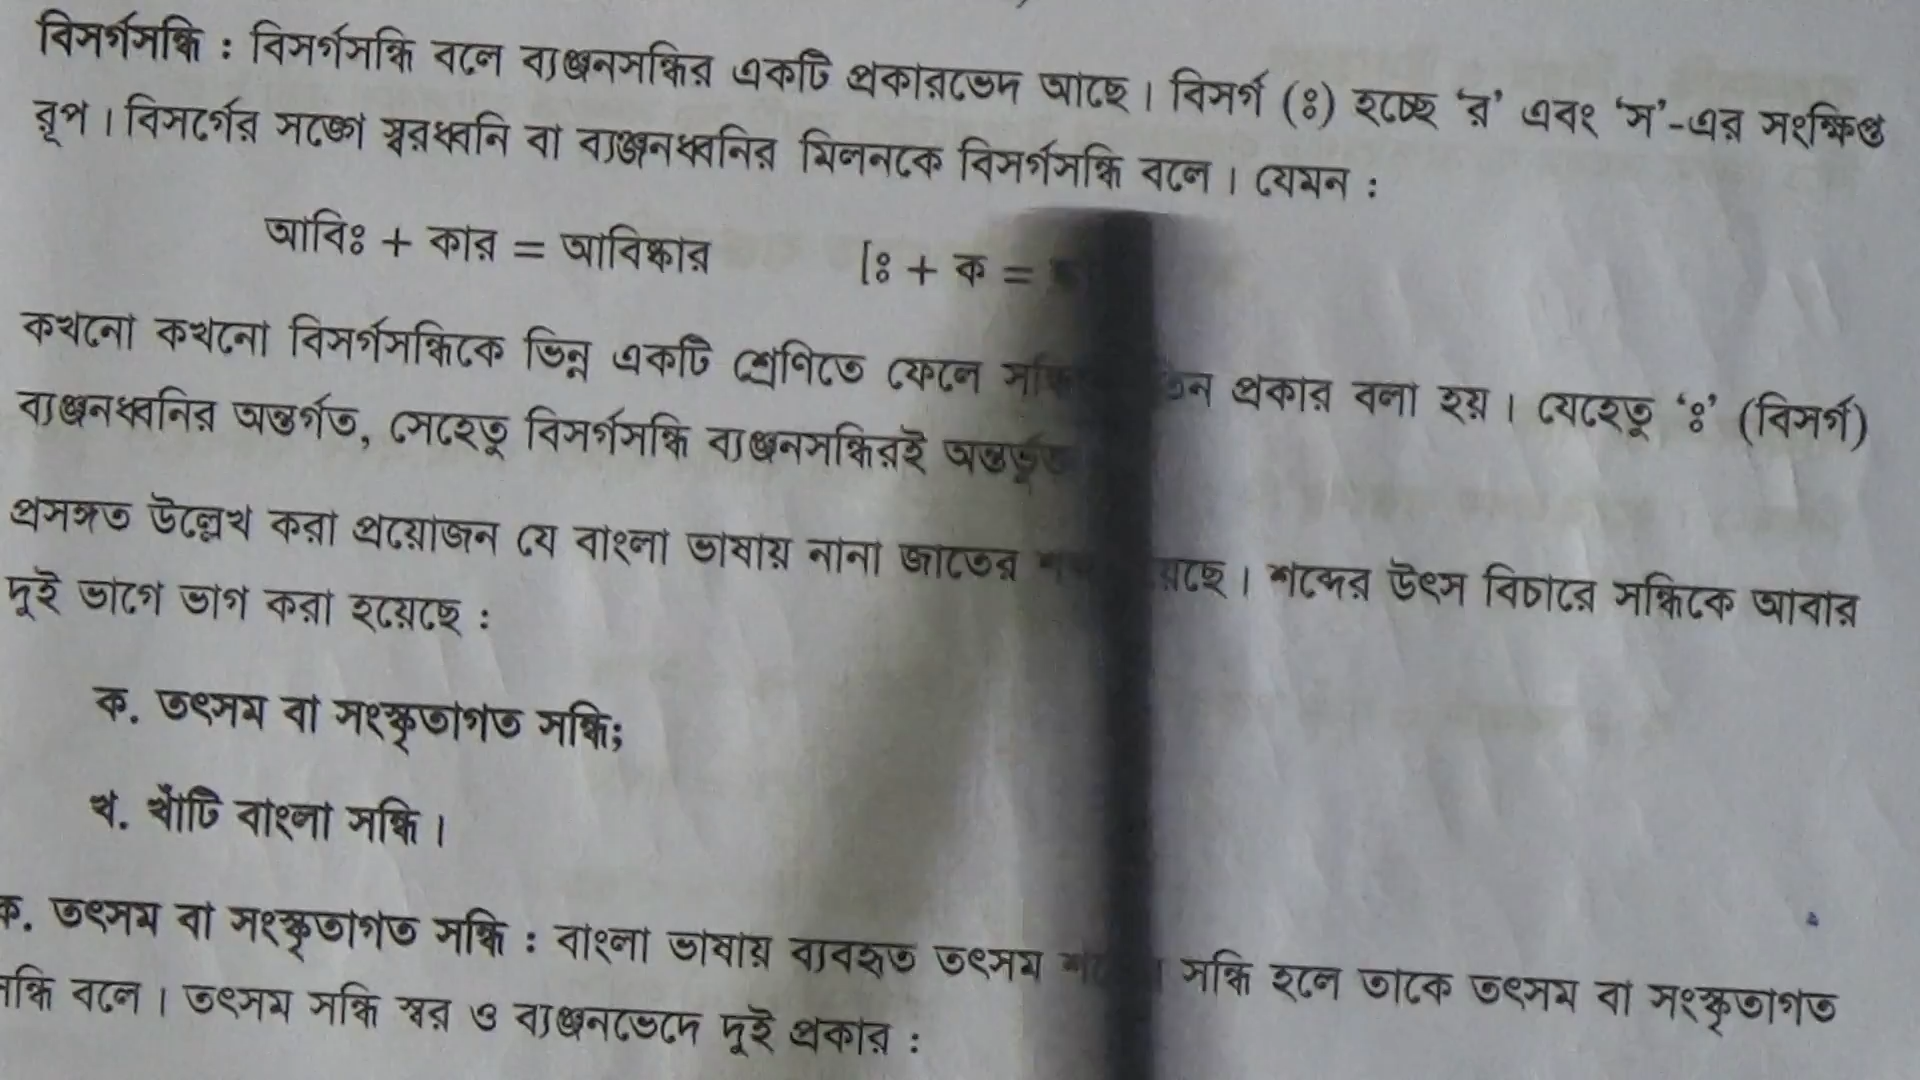 বিসর্গসন্ধি : বিসর্গসন্ধি বলে ব্যঞ্জনসন্ধির একটি প্রকারভেদ আছে। বিসর্গ (ঃ) হচ্ছে ‘র’ এবং ‘স’-এর সংক্ষিপ্ত
রূপ। বিসর্গের সঙ্গে স্বরধ্বনি বা ব্যঞ্জনধ্বনির মিলনকে বিসর্গসন্ধি বলে। যেমন :
আবিঃ + কার = আবিষ্কার [ঃ + ক =
কখনো কখনো বিসর্গসন্ধিকে ভিন্ন একটি শ্রেণিতে ফেলে প্রকার বলা হয়। যেহেতু ‘ঃ’ (বিসর্গ)
ব্যঞ্জনধ্বনির অন্তর্গত, সেহেতু বিসর্গসন্ধি ব্যঞ্জনসন্ধিরই
প্রসঙ্গত উল্লেখ করা প্রয়োজন যে বাংলা ভাষায় নানা জাতের শব্দের উৎস বিচারে সন্ধিকে আবার
দুই ভাগে ভাগ করা হয়েছে :
ক. তৎসম বা সংস্কৃতাগত সন্ধি;
খ. খাঁটি বাংলা সন্ধি।
ক. তৎসম বা সংস্কৃতাগত সন্ধি : বাংলা ভাষায় ব্যবহৃত তৎসম সন্ধি হলে তাকে তৎসম বা সংস্কৃতাগত
সন্ধি বলে। তৎসম সন্ধি স্বর ও ব্যঞ্জনভেদে দুই প্রকার :